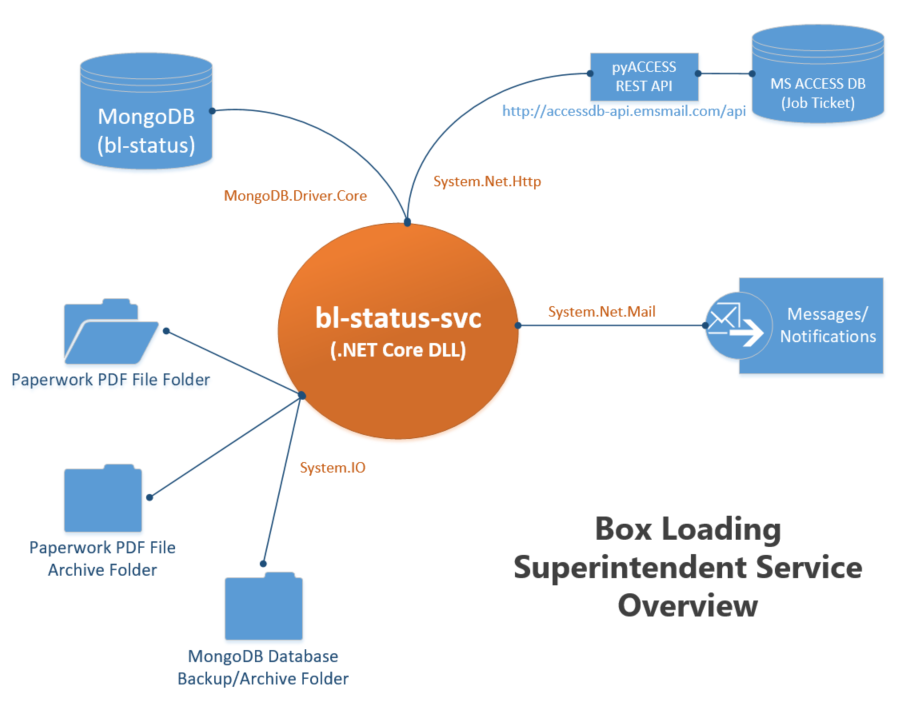 pyACCESS
REST API
MS ACCESS DB
(Job Ticket)
http://accessdb-api.emsmail.com/api
MongoDB
(bl-status)
System.Net.Http
MongoDB.Driver.Core
bl-status-svc
(.NET Core DLL)
System.Net.Mail
Messages/
Notifications
Paperwork PDF File Folder
System.IO
Paperwork PDF File
Archive Folder
Box Loading
Superintendent Service
Overview
MongoDB Database
Backup/Archive Folder